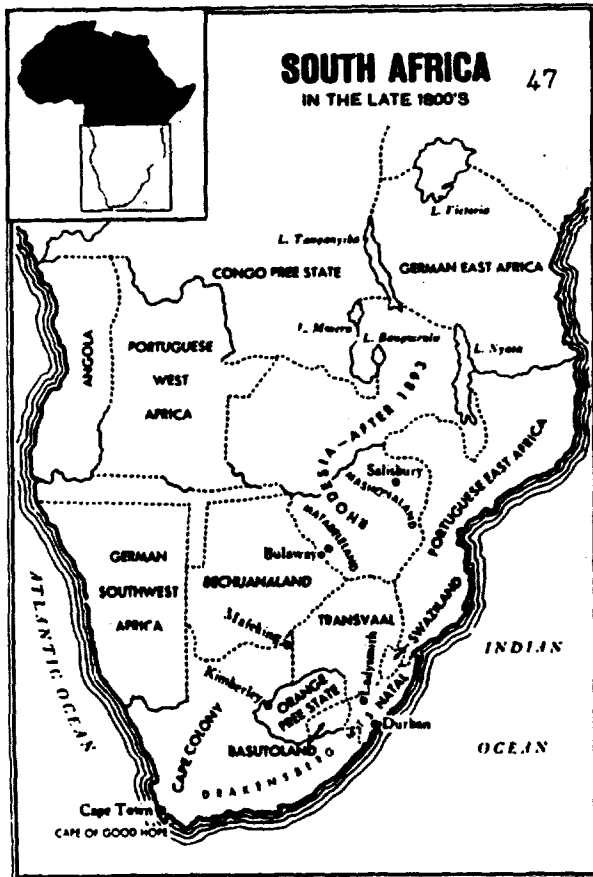 SOUTH AFRICA
47
IN THE LATE 1800'S
L. Victoria
L. Tanganyika
CONGO FREE STATE
GERMAN EAST AFRICA
L. Mweru
L. Bangweulu
L. Nyasa
ANGOLA
PORTUGUESE
WEST
AFRICA
RHODESIA—AFTER 1893
Salisbury
MASHONALAND
PORTUGUESE EAST AFRICA
MATABELELAND
Bulawayo
GERMAN
SOUTHWEST
AFRICA
BECHUANALAND
ATLANTIC OCEAN
Mafeking
TRANSVAAL
SWAZILAND
INDIAN
OCEAN
Kimberley
ORANGE
FREE STATE
Ladysmith
NATAL
Durban
CAPE COLONY
BASUTOLAND
DRAKENSBERG
Cape Town
CAPE OF GOOD HOPE